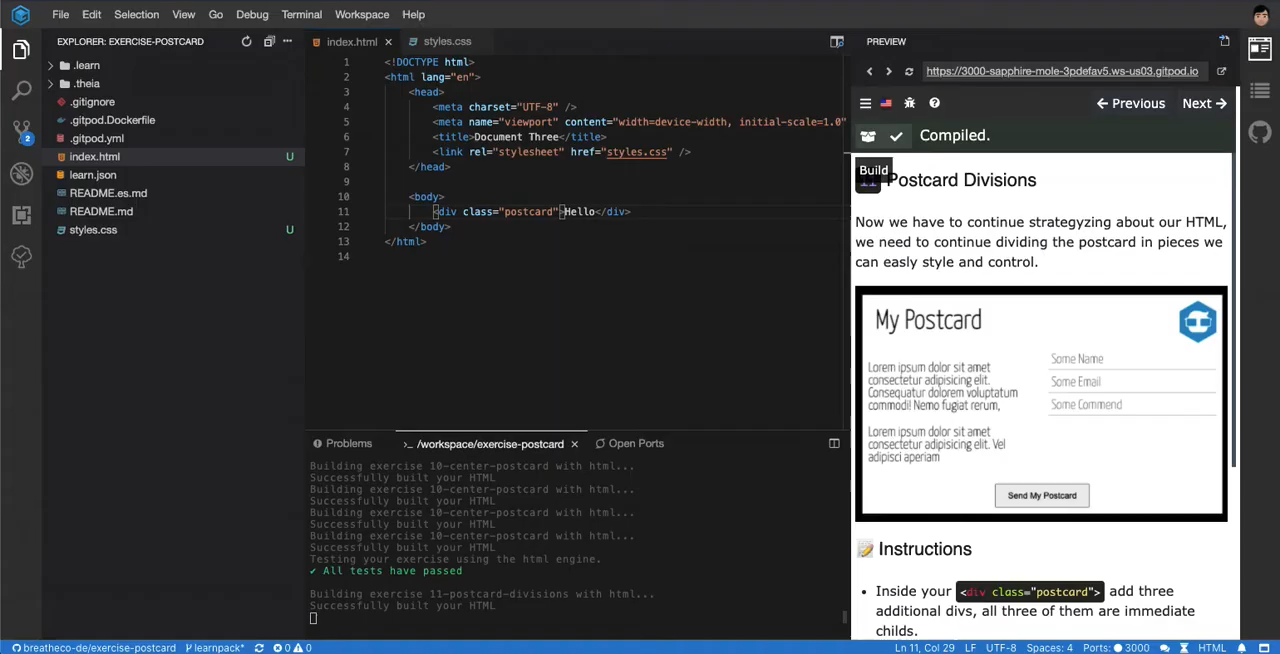 File Edit Selection View Go Debug Terminal Workspace Help
EXPLORER: EXERCISE-POSTCARD
.learn
.theia
.gitignore
.gitpod.Dockerfile
.gitpod.yml
index.html U
learn.json
README.es.md
README.md
styles.css U
2
index.html styles.css
1 <!DOCTYPE html>
2 <html lang="en">
3 <head>
4 <meta charset="UTF-8" />
5 <meta name="viewport" content="width=device-width, initial-scale=1.0"
6 <title>Document Three</title>
7 <link rel="stylesheet" href="styles.css" />
8 </head>
9
10 <body>
11 <div class="postcard">Hello</div>
12 </body>
13 </html>
14
Problems /workspace/exercise-postcard Open Ports
Building exercise 10-center-postcard with html...
Successfully built your HTML
Building exercise 10-center-postcard with html...
Successfully built your HTML
Building exercise 10-center-postcard with html...
Successfully built your HTML
Building exercise 10-center-postcard with html...
Successfully built your HTML
Testing your exercise using the html engine.
✔ All tests have passed
Building exercise 11-postcard-divisions with html...
Successfully built your HTML
PREVIEW
https://3000-sapphire-mole-3pdefav5.ws-us03.gitpod.io
← Previous Next →
Compiled.
Build
Postcard Divisions
Now we have to continue strategyzing about our HTML,
we need to continue dividing the postcard in pieces we
can easly style and control.
My Postcard
Lorem ipsum dolor sit amet
consectetur adipisicing elit.
Consequatur dolorem voluptatum
commodi! Nemo fugiat rerum,
Lorem ipsum dolor sit amet
consectetur adipisicing elit. Vel
adipisci aperiam
Some Name
Some Email
Some Commend
Send My Postcard
Instructions
• Inside your <div class="postcard"> add three
additional divs, all three of them are immediate
childs.
breatheco-de/exercise-postcard learnpack* 0 0 Ln 11, Col 29 LF UTF-8 Spaces: 4 Ports: 3000 HTML